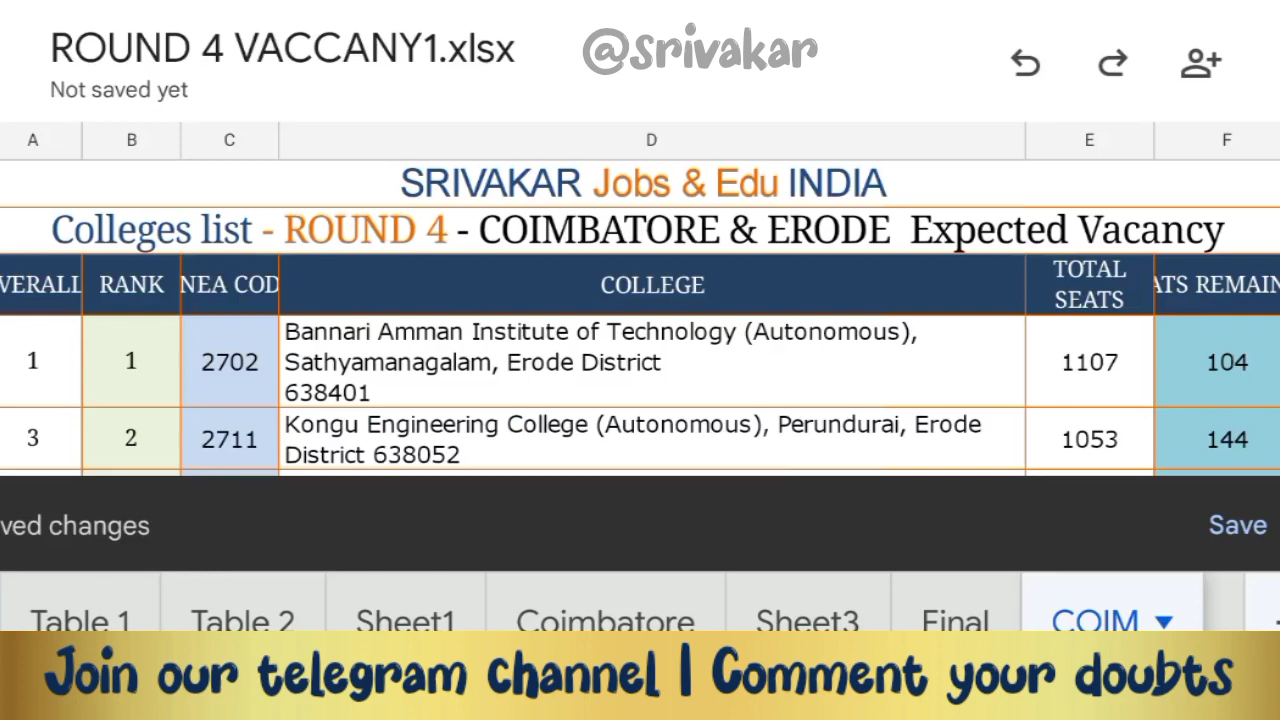 ROUND 4 VACCANY1.xlsx
@srivakar
Not saved yet
A B C D E F
SRIVAKAR Jobs & Edu INDIA
Colleges list - ROUND 4 - COIMBATORE & ERODE Expected Vacancy
VERALL RANK NEA COD COLLEGE TOTAL SEATS ATS REMAIN
1 1 2702 Bannari Amman Institute of Technology (Autonomous), 1107 104
Sathyamanagalam, Erode District
638401
3 2 2711 Kongu Engineering College (Autonomous), Perundurai, Erode 1053 144
District 638052
ved changes Save
Table 1 Table 2 Sheet1 Coimbatore Sheet3 Final COIM
Join our telegram channel | Comment your doubts